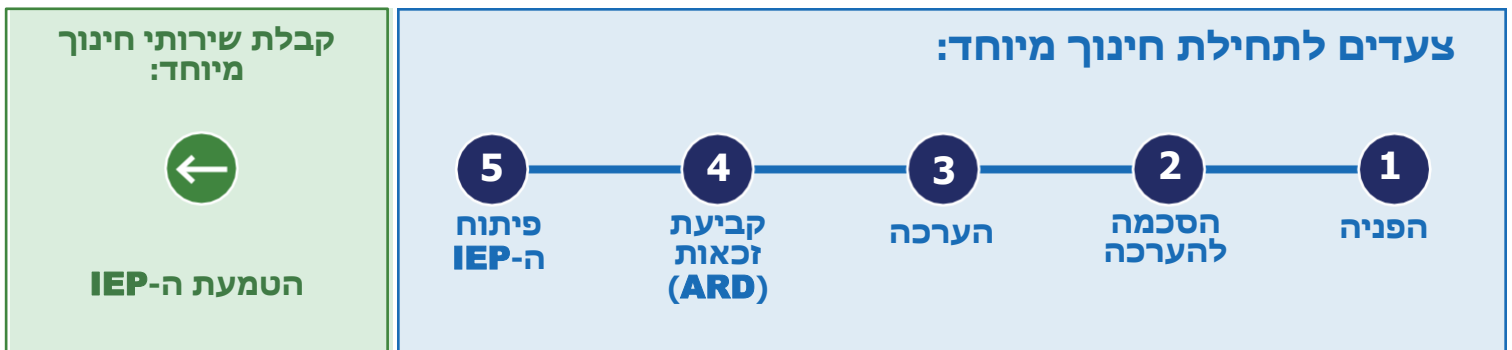 צעדים לתחילת חינוך מיוחד:
1
הפניה
2
הסכמה
להערכה
3
הערכה
4
קביעת
זכאות
(ARD)
5
פיתוח
ה-IEP
קבלת שירותי חינוך
מיוחד:
הטמעת ה-IEP